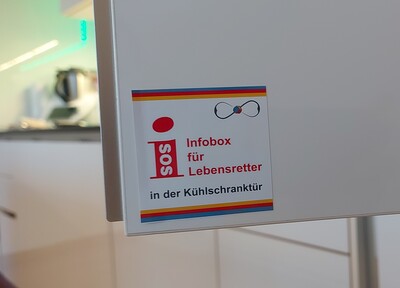 SOS
Infobox
für
Lebensretter
in der Kühlschranktür